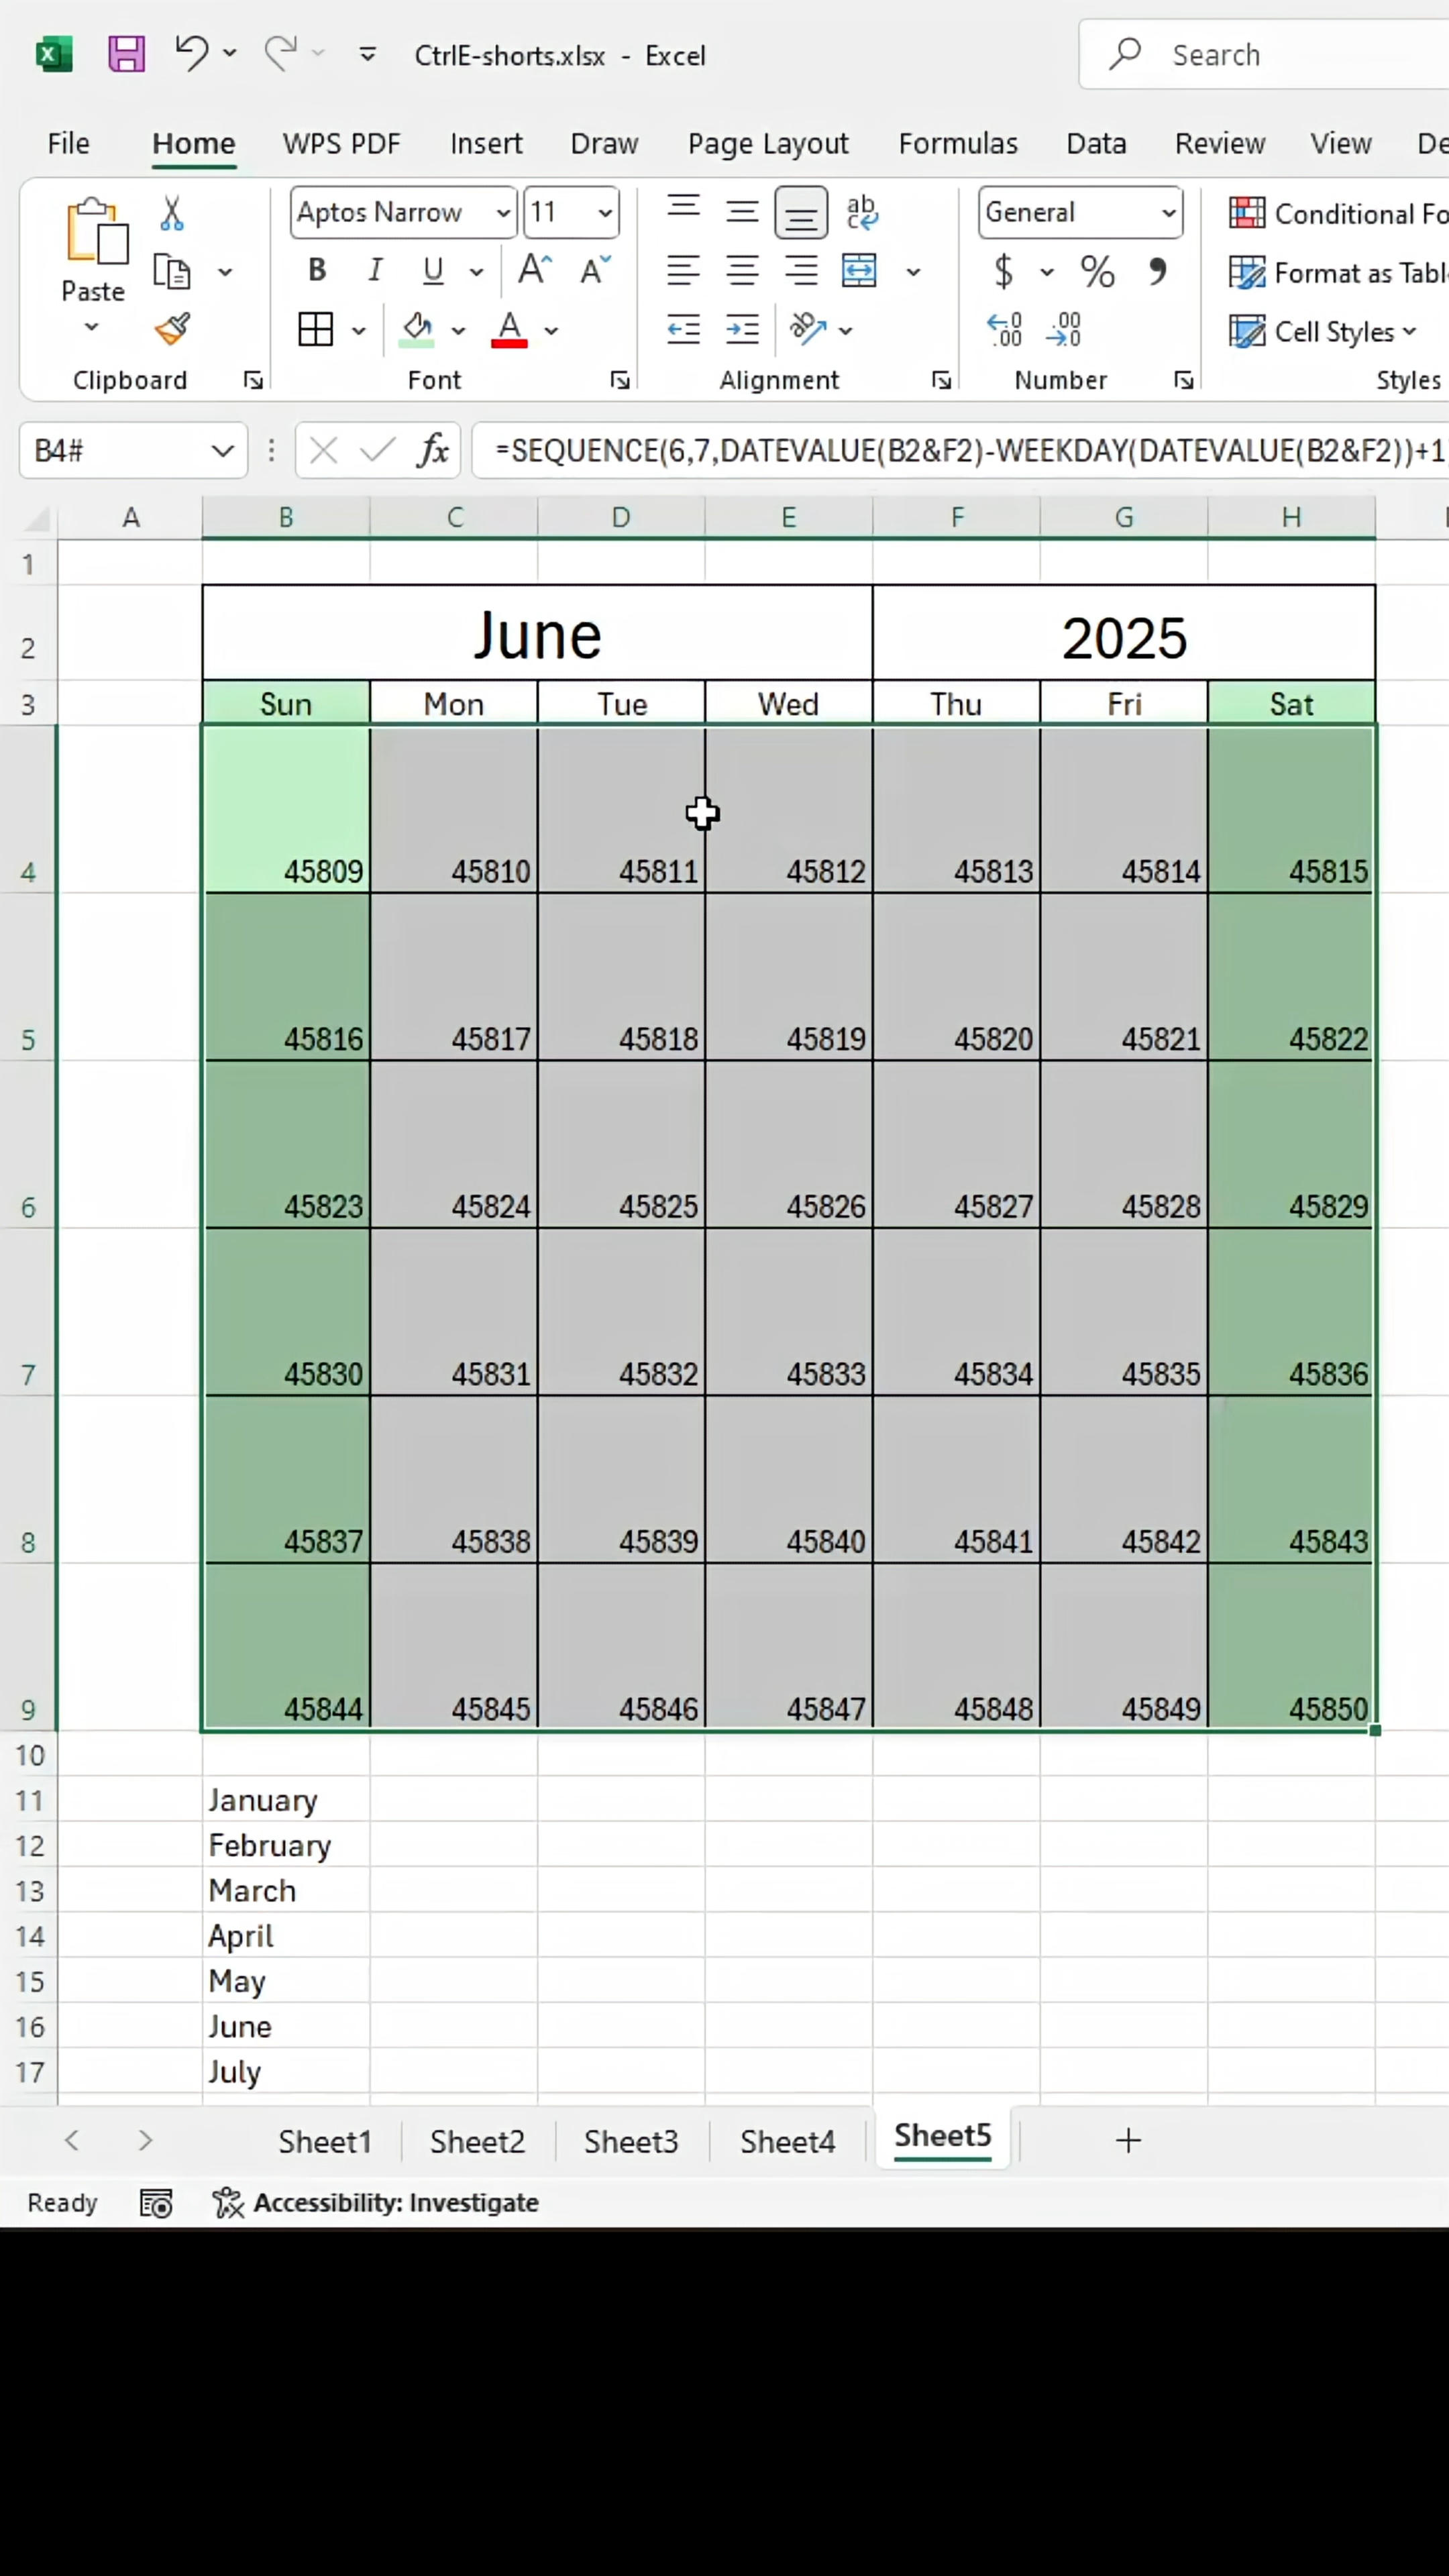 CtrlE-shorts.xlsx - Excel
Search
File Home WPS PDF Insert Draw Page Layout Formulas Data Review View De
Aptos Narrow 11 General Conditional Fo
Paste Format as Tabl
Cell Styles
Clipboard Font Alignment Number Styles
B4# fx =SEQUENCE(6,7,DATEVALUE(B2&F2)-WEEKDAY(DATEVALUE(B2&F2))+1
A B C D E F G H
1
2 June 2025
3 Sun Mon Tue Wed Thu Fri Sat
4 45809 45810 45811 45812 45813 45814 45815
5 45816 45817 45818 45819 45820 45821 45822
6 45823 45824 45825 45826 45827 45828 45829
7 45830 45831 45832 45833 45834 45835 45836
8 45837 45838 45839 45840 45841 45842 45843
9 45844 45845 45846 45847 45848 45849 45850
10
11 January
12 February
13 March
14 April
15 May
16 June
17 July
Sheet1 Sheet2 Sheet3 Sheet4 Sheet5 +
Ready Accessibility: Investigate